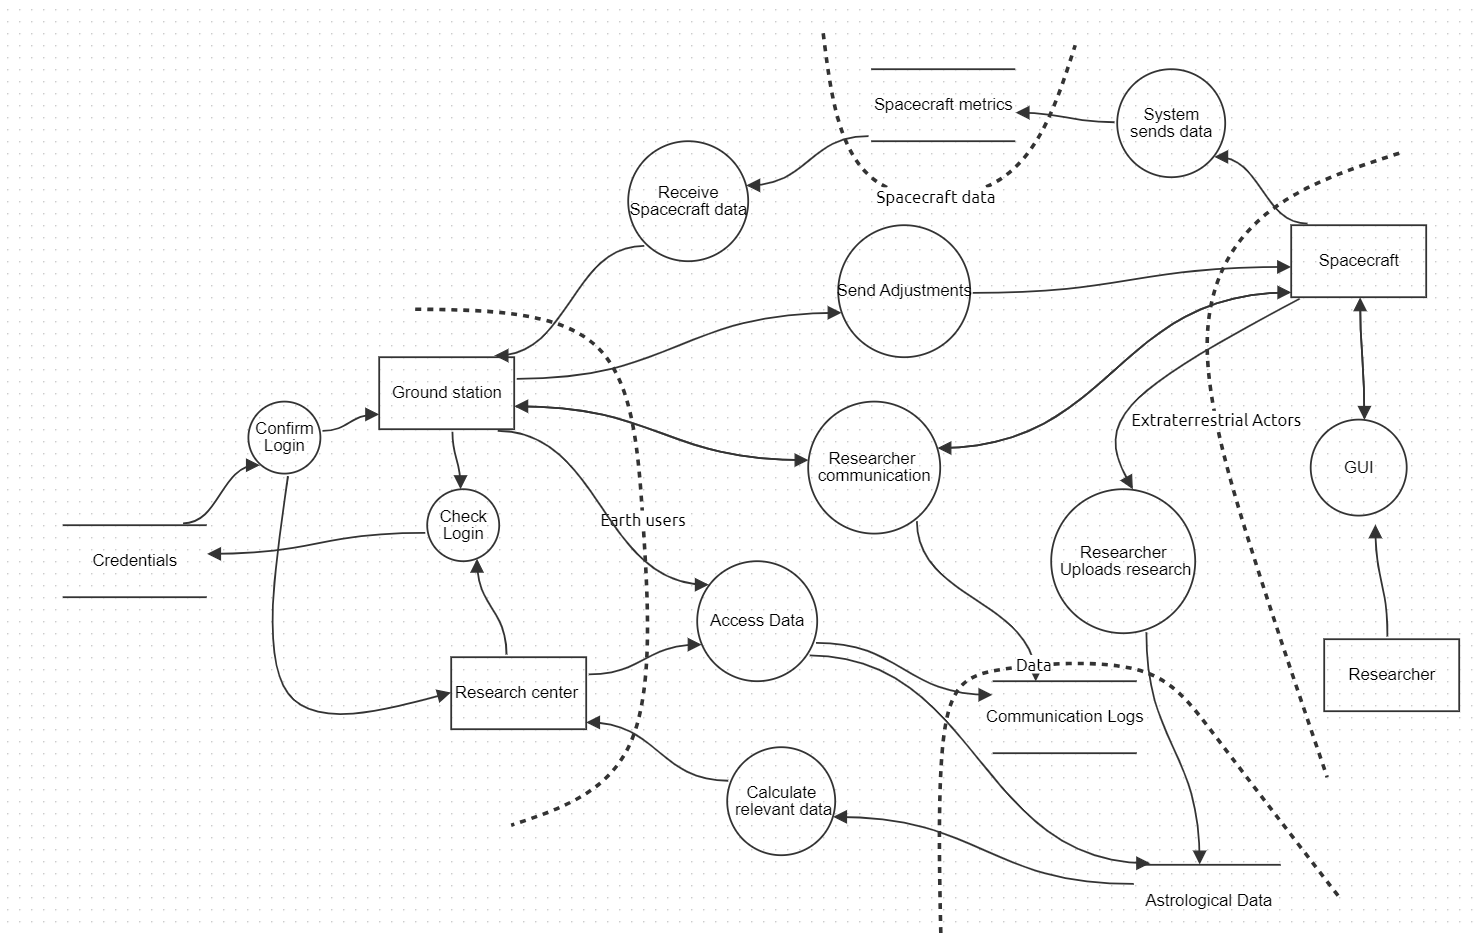 Spacecraft metrics
System
sends data
Receive
Spacecraft data
Spacecraft data
Spacecraft
Send Adjustments
Ground station
Extraterrestrial Actors
Confirm
Login
Researcher
communication
GUI
Check
Login
Earth users
Credentials
Researcher
Uploads research
Access Data
Data
Researcher
Research center
Communication Logs
Calculate
relevant data
Astrological Data